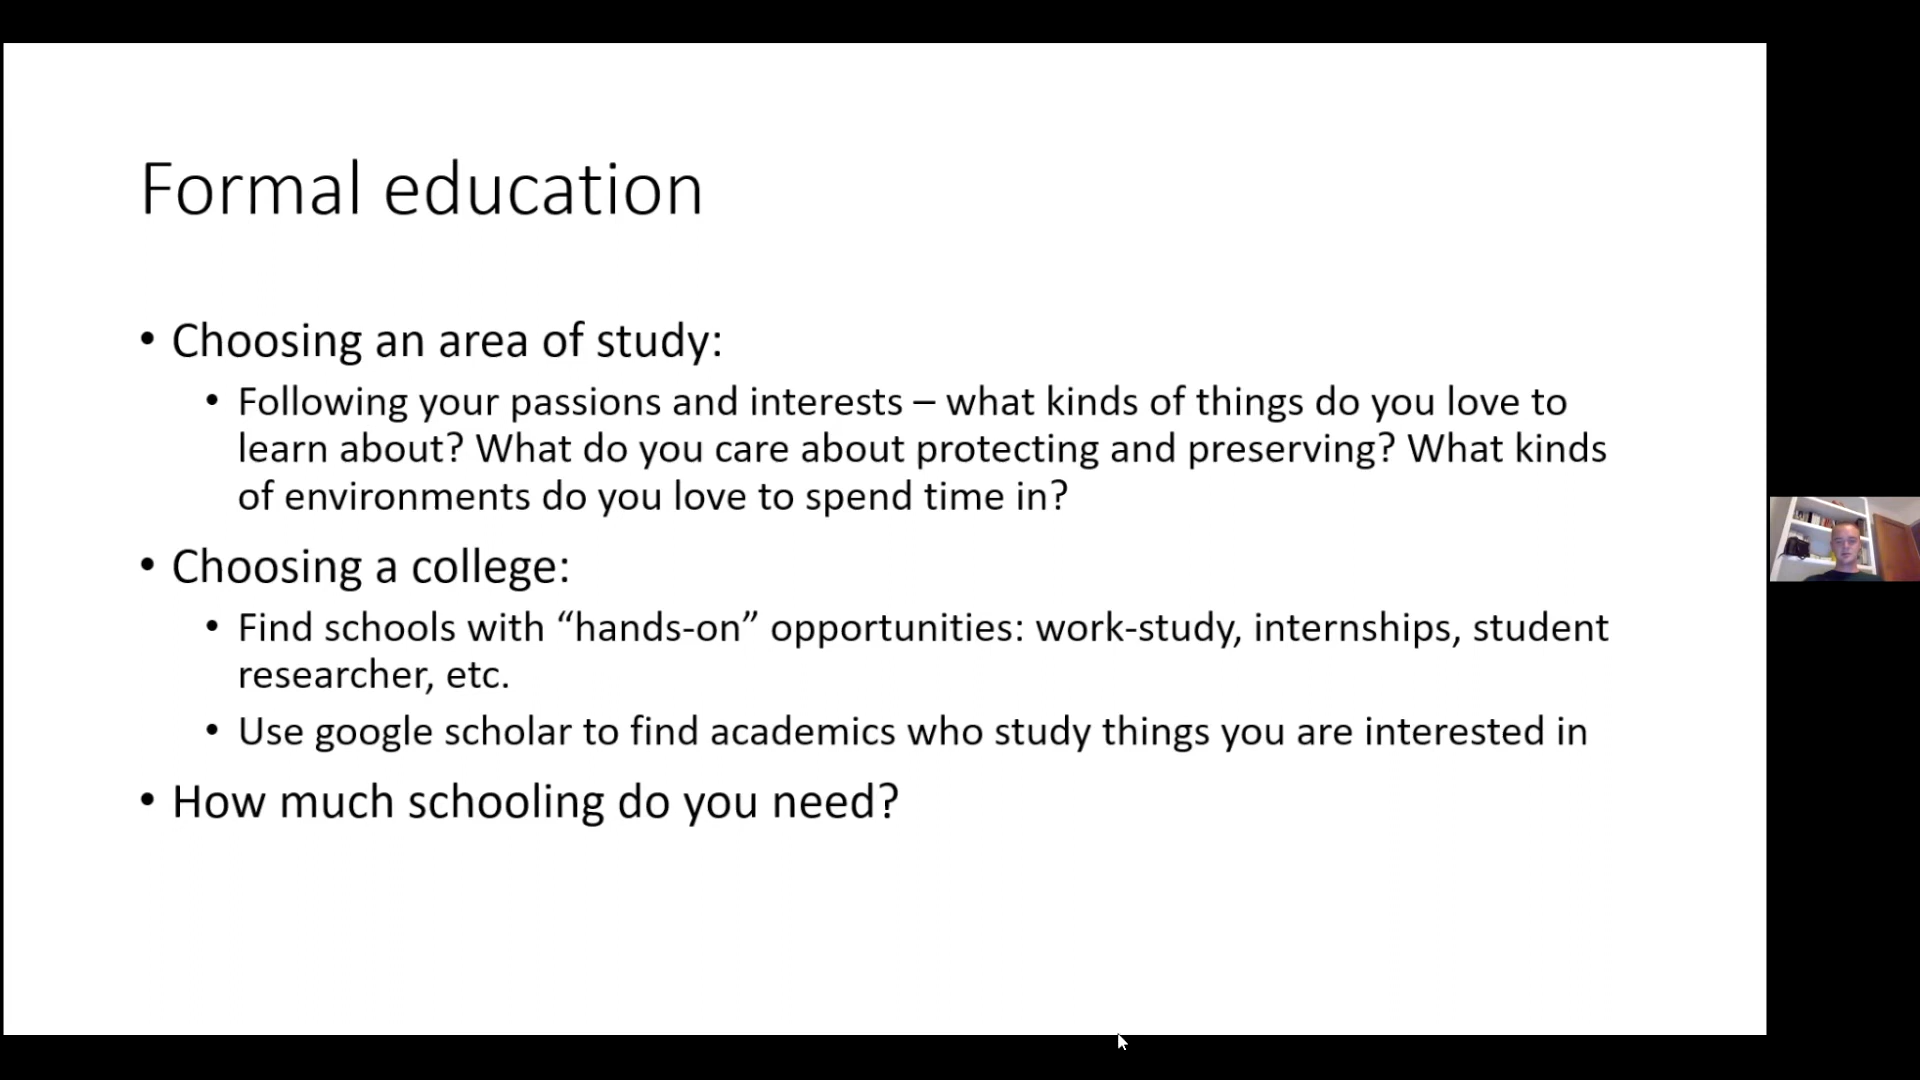 Formal education
• Choosing an area of study:
• Following your passions and interests – what kinds of things do you love to
learn about? What do you care about protecting and preserving? What kinds
of environments do you love to spend time in?
• Choosing a college:
• Find schools with “hands-on” opportunities: work-study, internships, student
researcher, etc.
• Use google scholar to find academics who study things you are interested in
• How much schooling do you need?